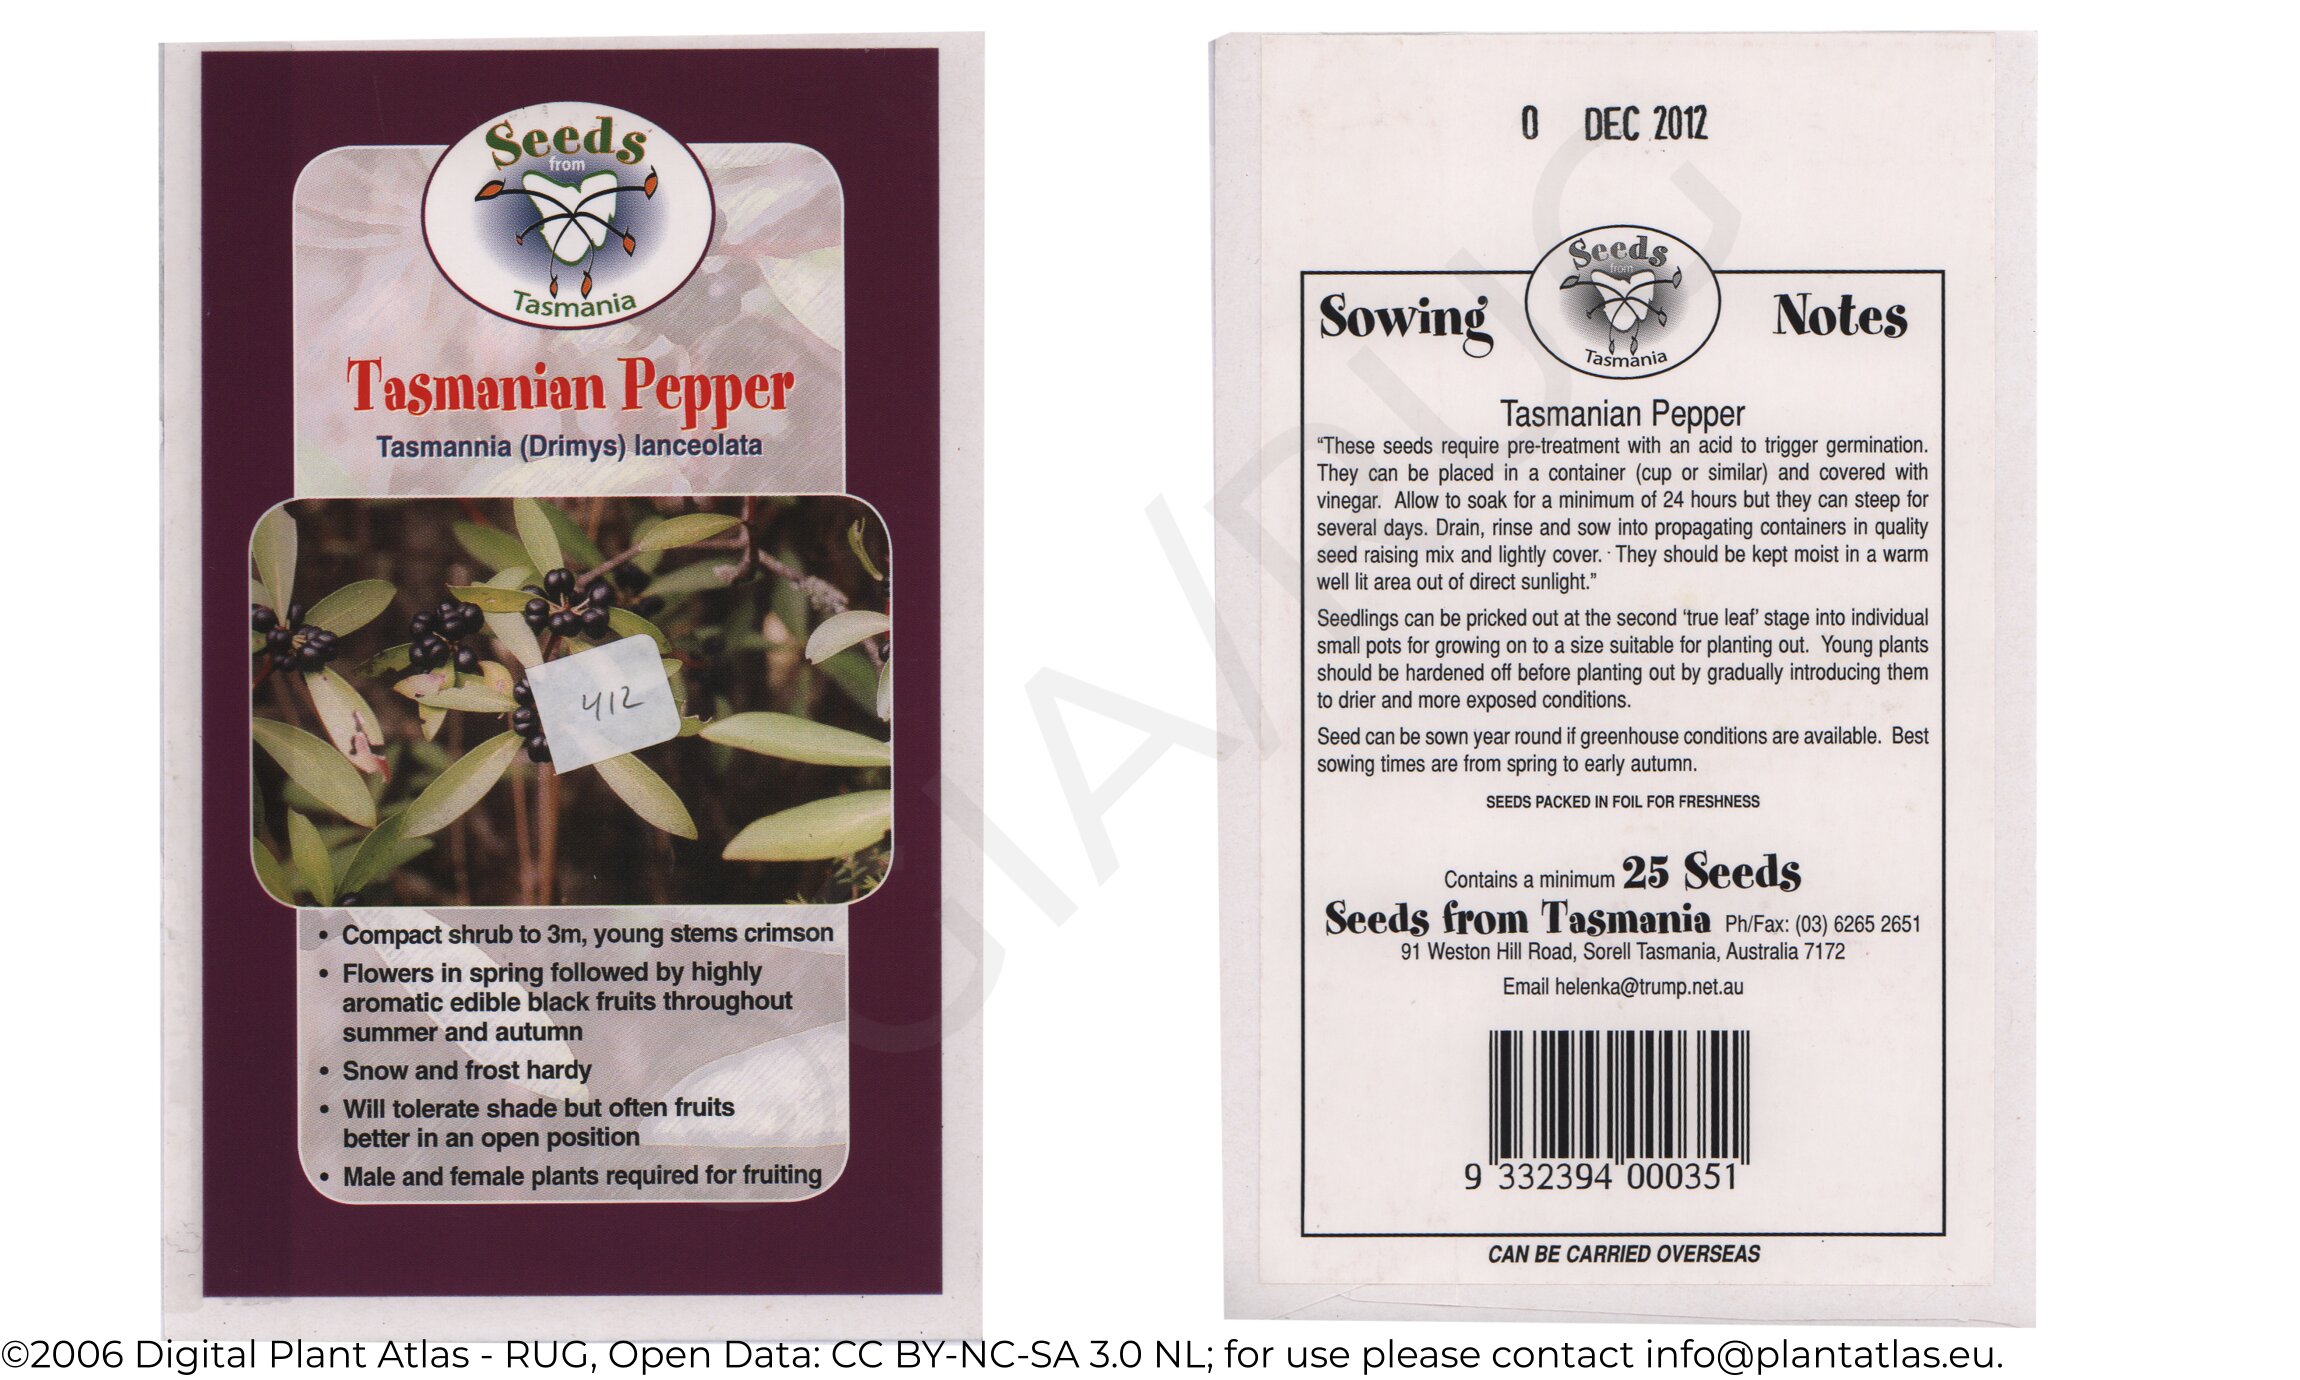 Seeds
from
Tasmania
Tasmanian Pepper
Tasmannia (Drimys) lanceolata
412
• Compact shrub to 3m, young stems crimson
• Flowers in spring followed by highly
aromatic edible black fruits throughout
summer and autumn
• Snow and frost hardy
• Will tolerate shade but often fruits
better in an open position
• Male and female plants required for fruiting
0 DEC 2012
Seeds
from
Tasmania
Sowing Notes
Tasmanian Pepper
“These seeds require pre-treatment with an acid to trigger germination.
They can be placed in a container (cup or similar) and covered with
vinegar. Allow to soak for a minimum of 24 hours but they can steep for
several days. Drain, rinse and sow into propagating containers in quality
seed raising mix and lightly cover. They should be kept moist in a warm
well lit area out of direct sunlight.”
Seedlings can be pricked out at the second ‘true leaf’ stage into individual
small pots for growing on to a size suitable for planting out. Young plants
should be hardened off before planting out by gradually introducing them
to drier and more exposed conditions.
Seed can be sown year round if greenhouse conditions are available. Best
sowing times are from spring to early autumn.
SEEDS PACKED IN FOIL FOR FRESHNESS
Contains a minimum 25 Seeds
Seeds from Tasmania Ph/Fax: (03) 6265 2651
91 Weston Hill Road, Sorell Tasmania, Australia 7172
Email helenka@trump.net.au
9 332394 000351
CAN BE CARRIED OVERSEAS
©2006 Digital Plant Atlas - RUG, Open Data: CC BY-NC-SA 3.0 NL; for use please contact info@plantatlas.eu.